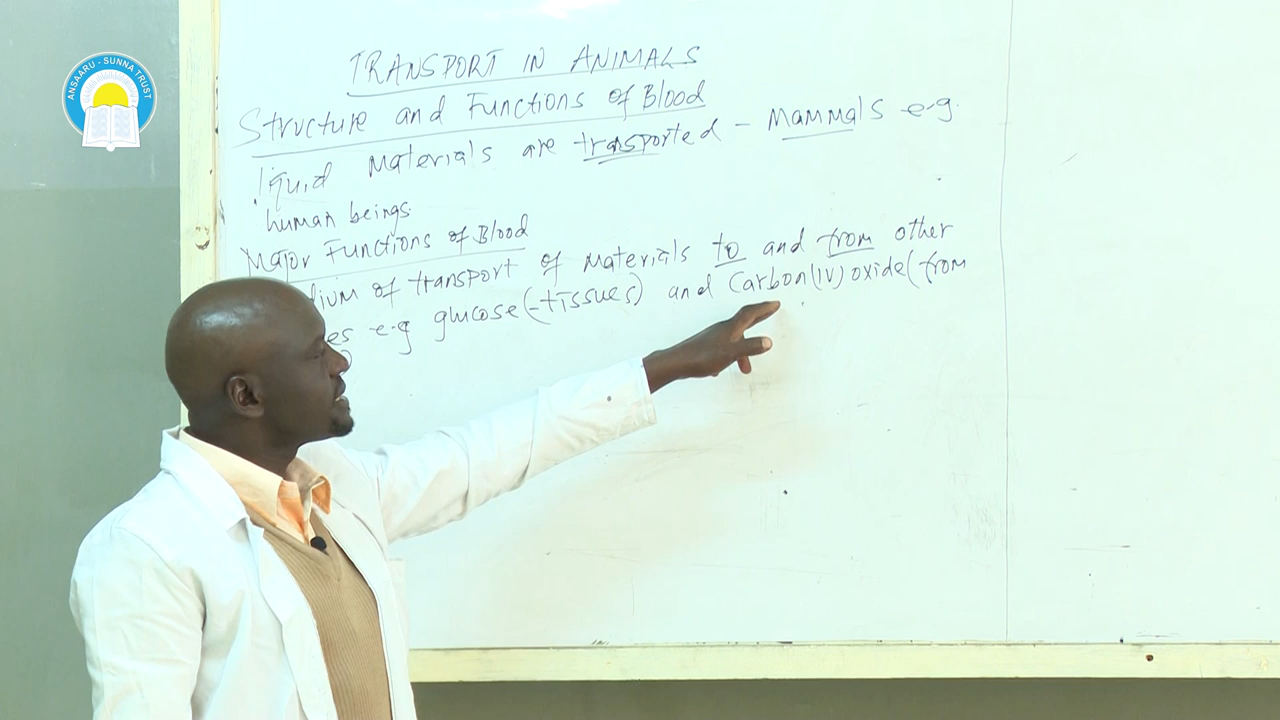 ANSAARU - SUNNA TRUST
TRANSPORT IN ANIMALS
Structure and Functions of Blood
liquid materials are transported - Mammals e-g.
human beings.
Major Functions of Blood
of transport of materials to and from other
e-g glucose (-tissues) and Carbon(IV) oxide (from